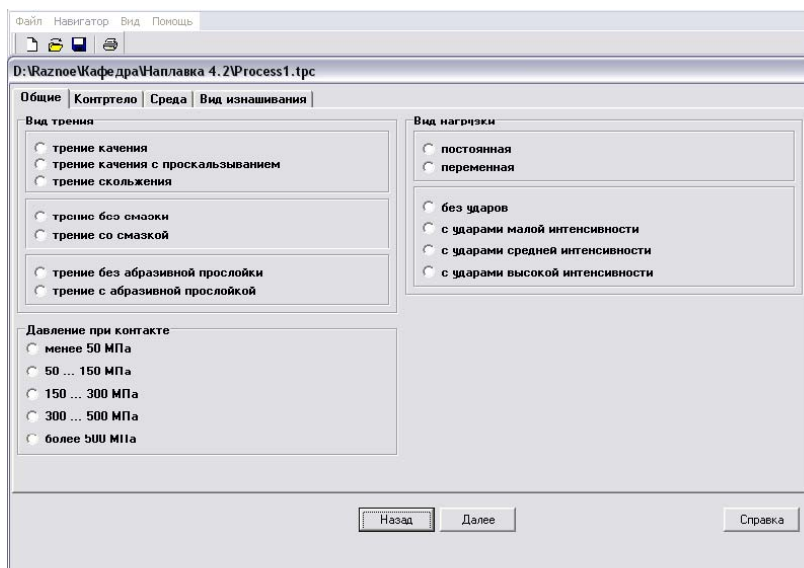 Файл Навигатор Вид Помощь
D:\Raznoe\Кафедра\Наплавка 4.2\Process1.tpc
Общие Контртело Среда Вид изнашивания
Вид трения
трение качения
трение качения с проскальзыванием
трение скольжения
трение без смазки
трение со смазкой
трение без абразивной прослойки
трение с абразивной прослойкой
Давление при контакте
менее 50 МПа
50 ... 150 МПа
150 ... 300 МПа
300 ... 500 МПа
более 500 МПа
Вид нагрузки
постоянная
переменная
без ударов
с ударами малой интенсивности
с ударами средней интенсивности
с ударами высокой интенсивности
Назад Далее Справка